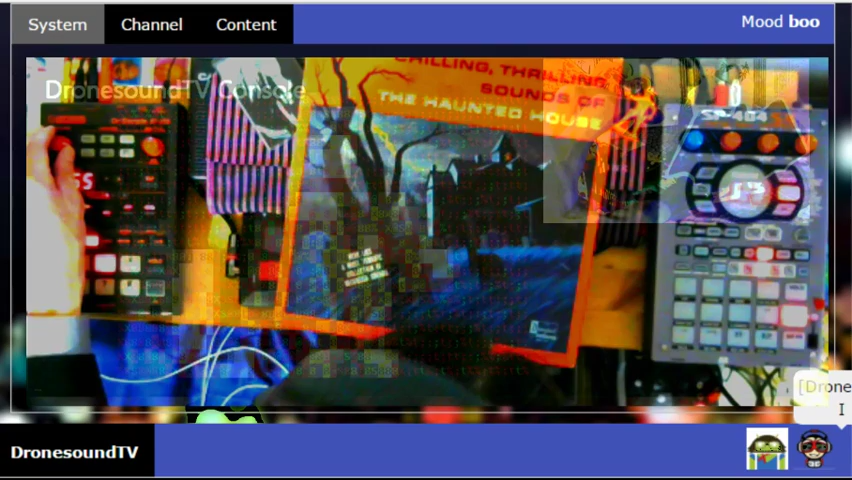 System Channel Content Mood boo
DronesoundTV Console
CHILLING, THRILLING
SOUNDS OF
THE HAUNTED HOUSE
SP-404
DronesoundTV
[Drone
I